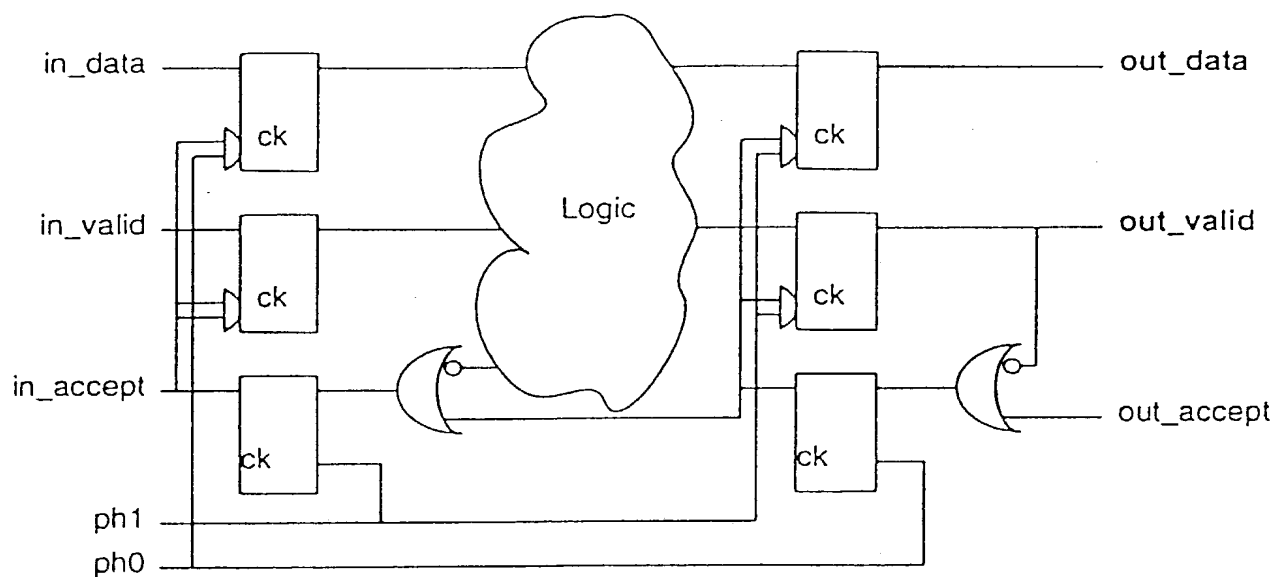 in_data
ck
ck
out_data
Logic
in_valid
ck
ck
out_valid
in_accept
ck
ck
out_accept
ph1
ph0